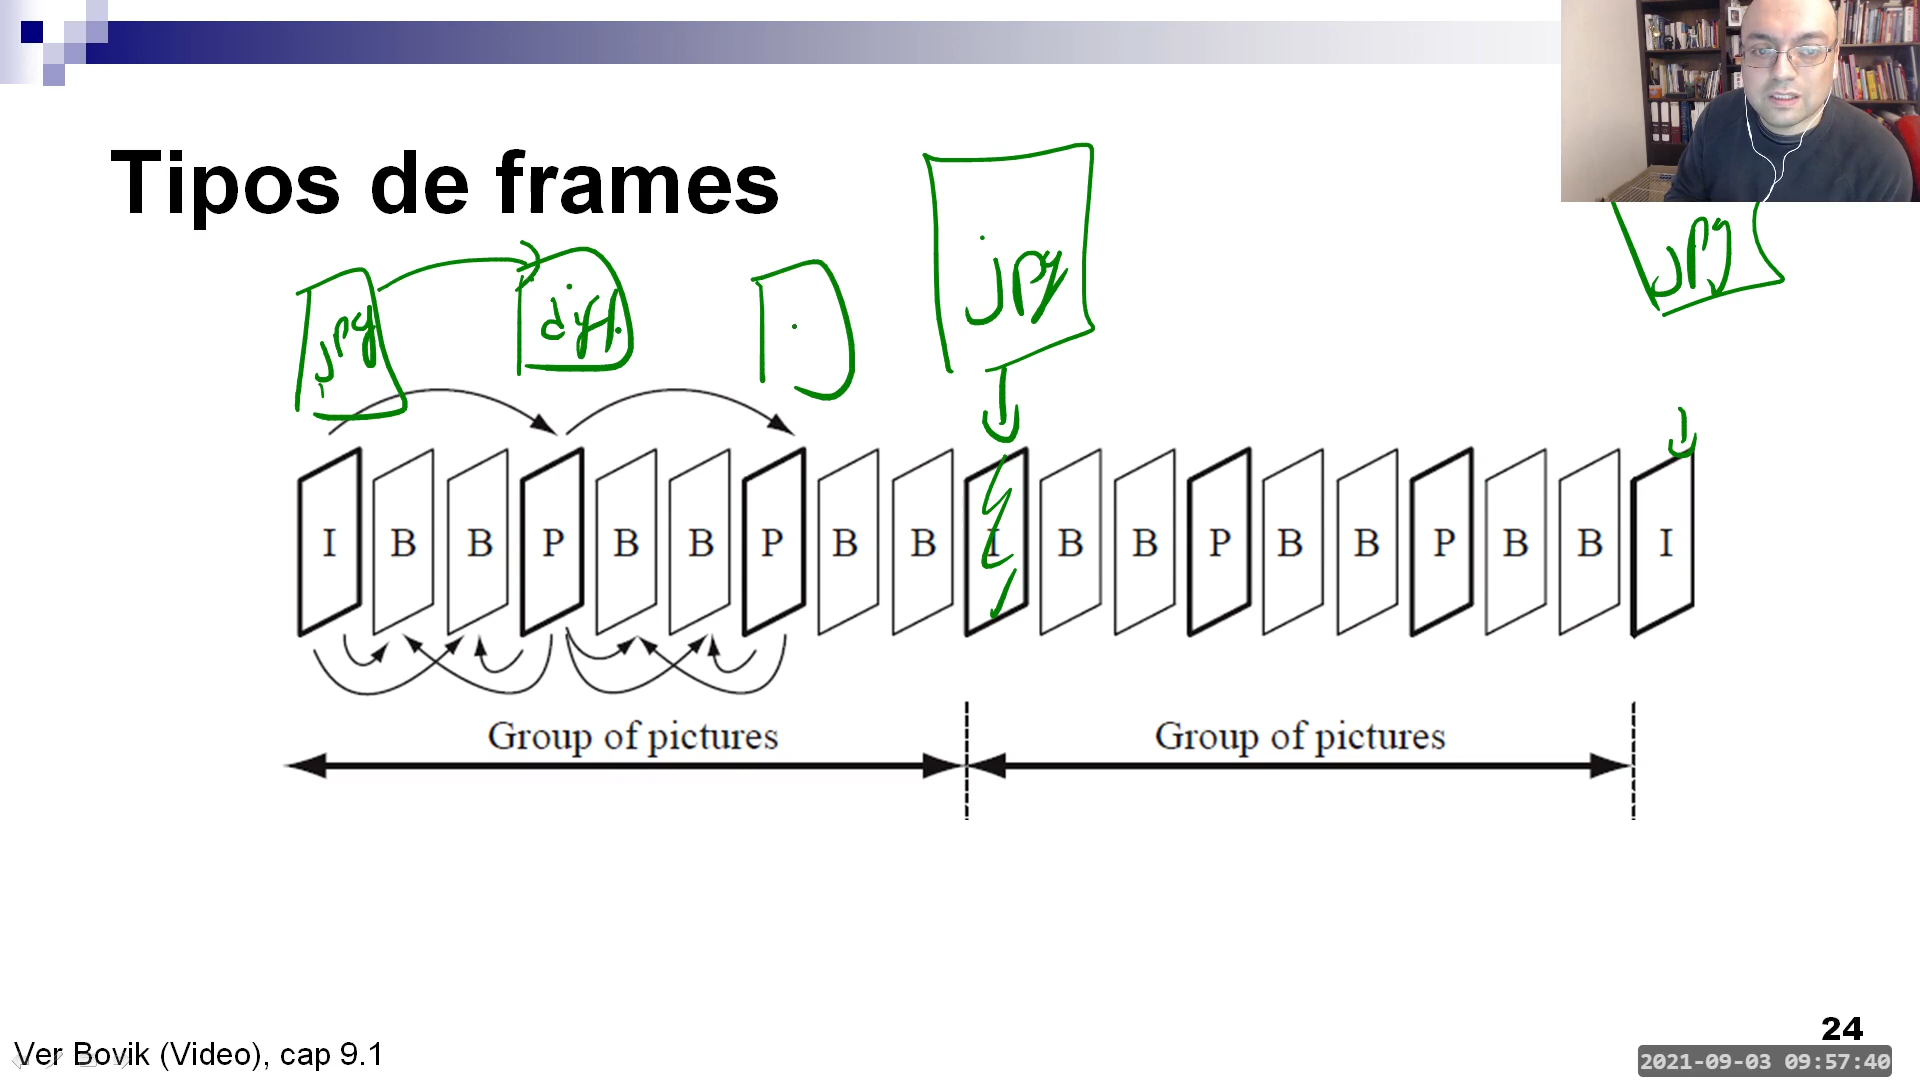 Tipos de frames
jpg
jpg
dif.
jpg
I B B P B B P B B I B B P B B P B B I
Group of pictures Group of pictures
24
Ver Bovik (Video), cap 9.1
2021-09-03 09:57:40